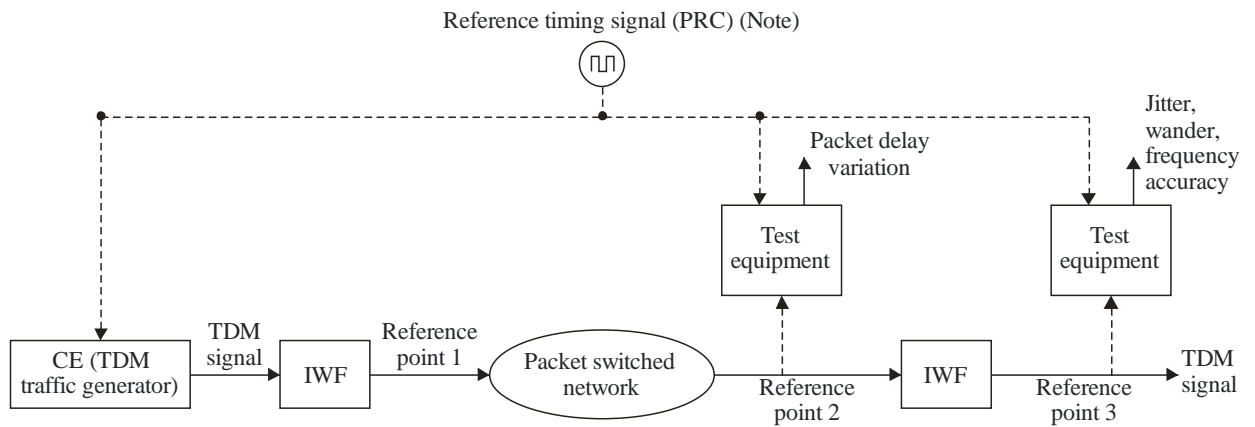 Reference timing signal (PRC) (Note)
Jitter,
wander,
frequency
accuracy
Packet delay
variation
Test
equipment
Test
equipment
CE (TDM
traffic generator)
TDM
signal
IWF
Reference
point 1
Packet switched
network
Reference
point 2
IWF
Reference
point 3
TDM
signal